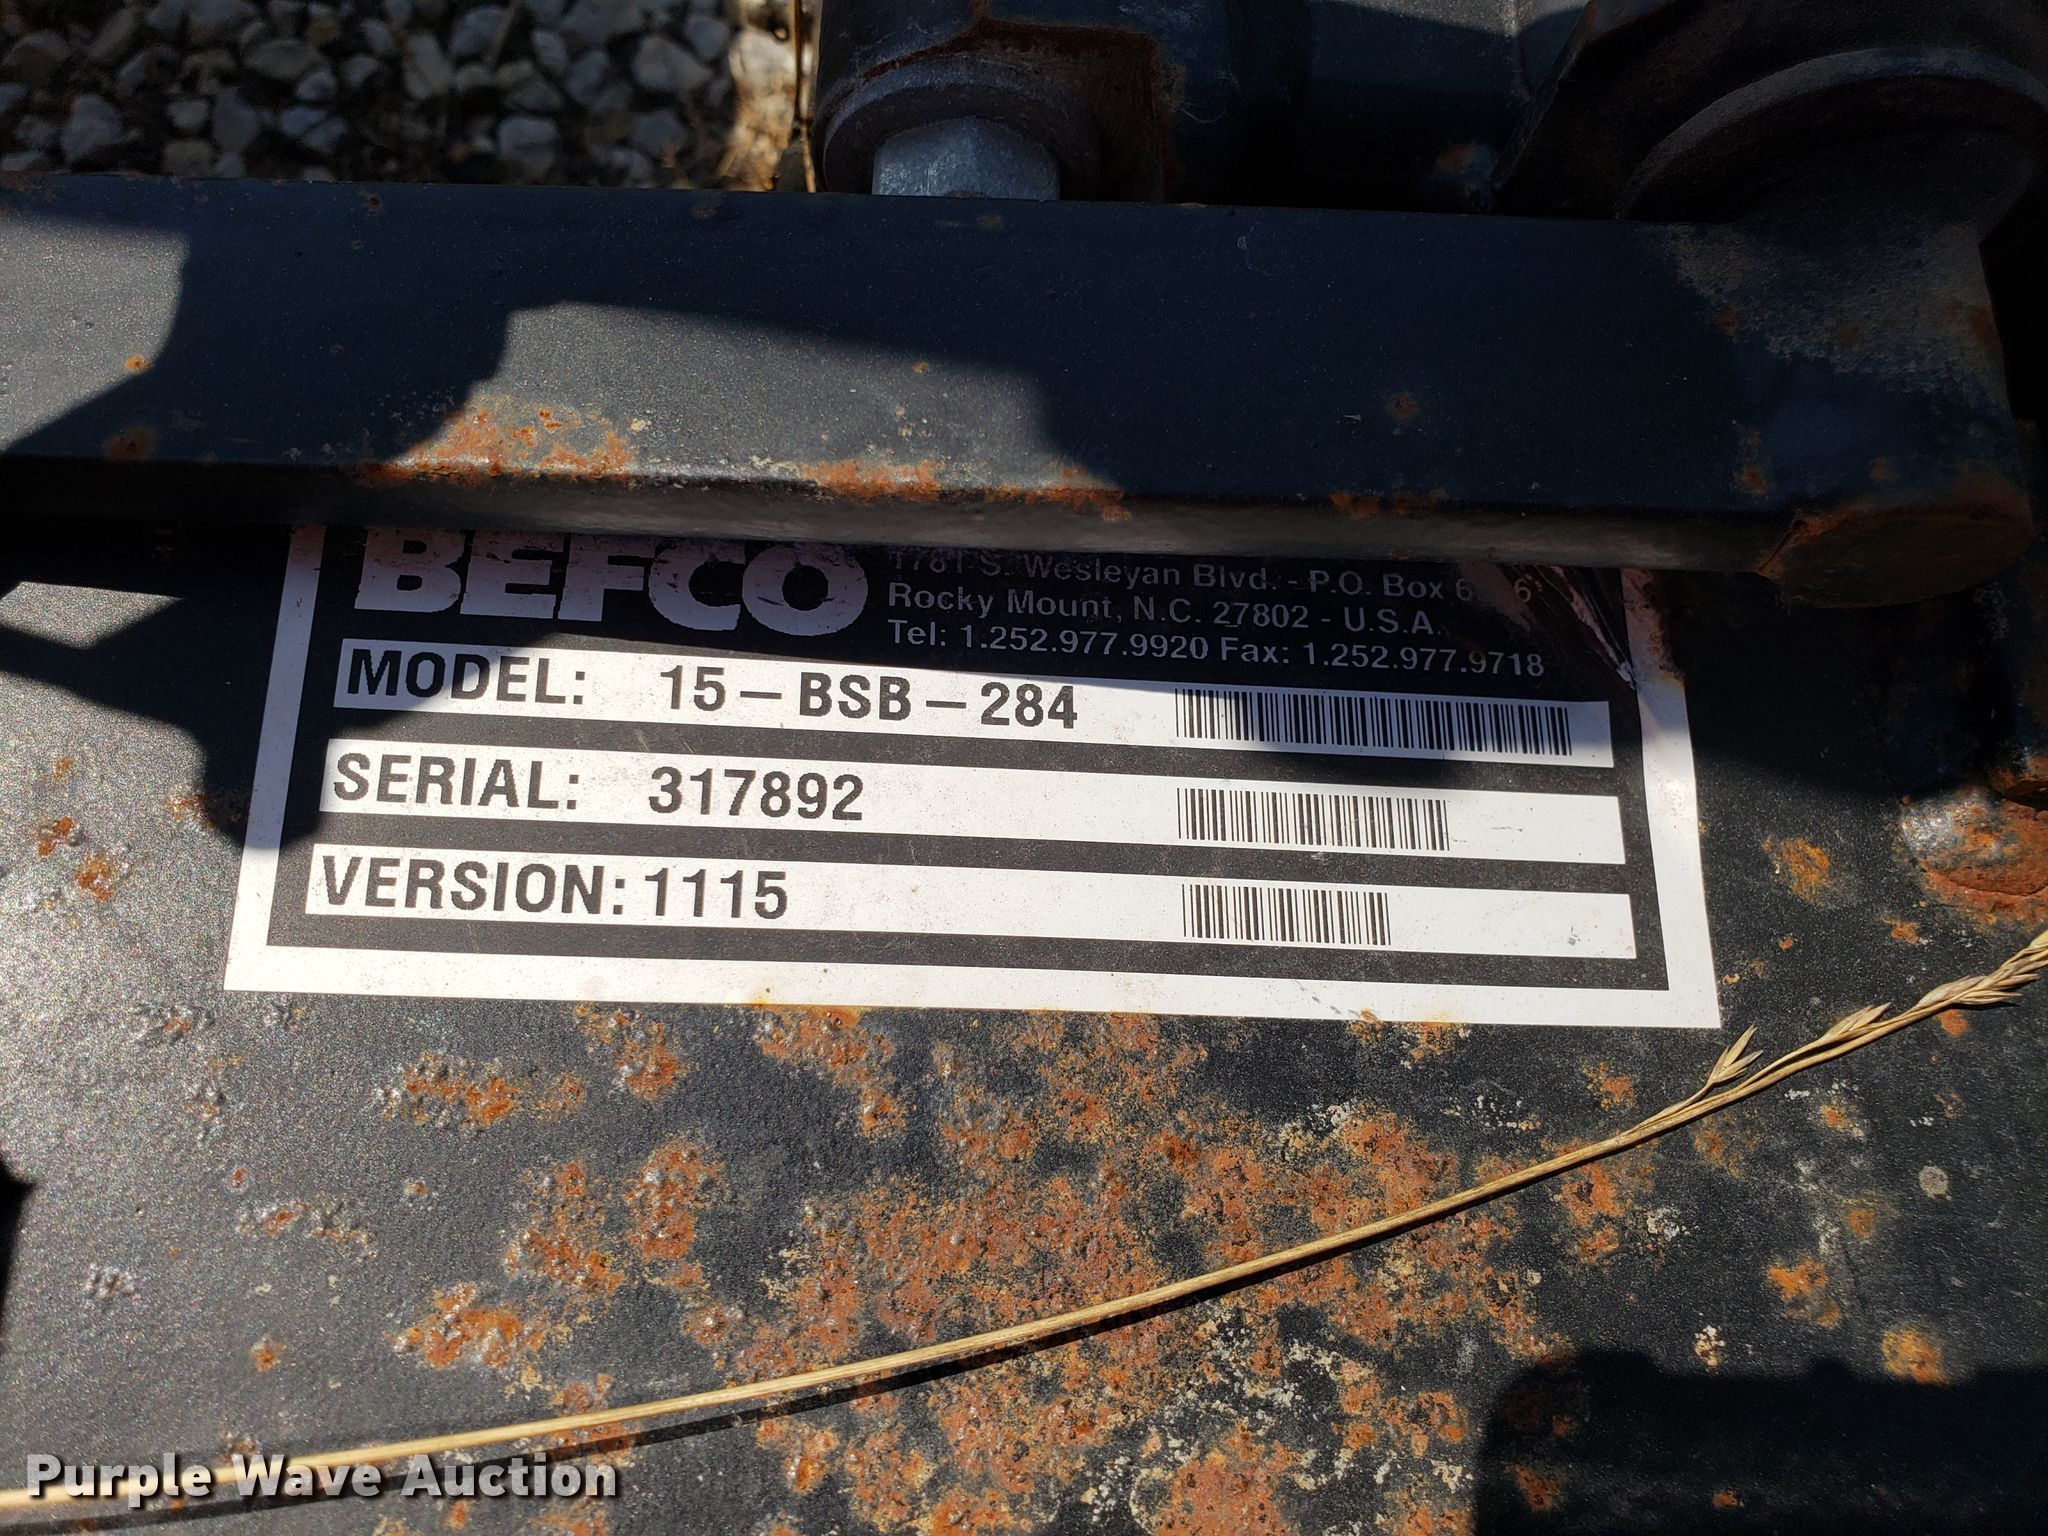 BEFCO
1781 S. Wesleyan Blvd. - P.O. Box
Rocky Mount, N.C. 27802 - U.S.A.
Tel: 1.252.977.9920 Fax: 1.252.977.9718
MODEL: 15-BSB-284
SERIAL: 317892
VERSION: 1115
Purple Wave Auction